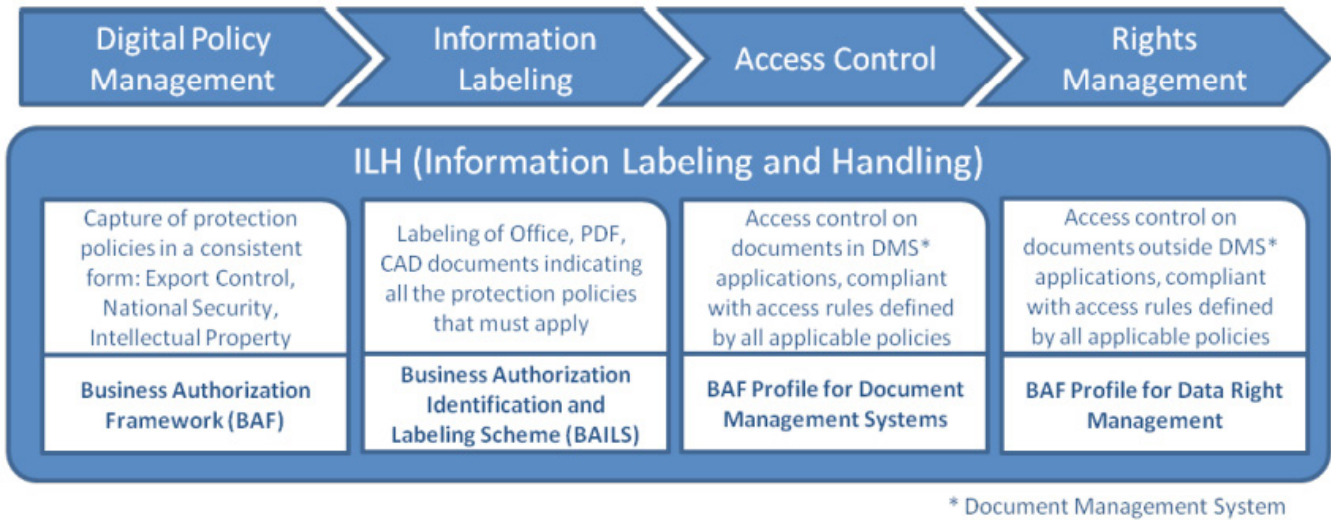 Digital Policy
Management
Information
Labeling
Access Control
Rights
Management
ILH (Information Labeling and Handling)
Capture of protection
policies in a consistent
form: Export Control,
National Security,
Intellectual Property
Business Authorization
Framework (BAF)
Labeling of Office, PDF,
CAD documents indicating
all the protection policies
that must apply
Business Authorization
Identification and
Labeling Scheme (BAILS)
Access control on
documents in DMS*
applications, compliant
with access rules defined
by all applicable policies
BAF Profile for Document
Management Systems
Access control on
documents outside DMS*
applications, compliant
with access rules defined
by all applicable policies
BAF Profile for Data Right
Management
* Document Management System